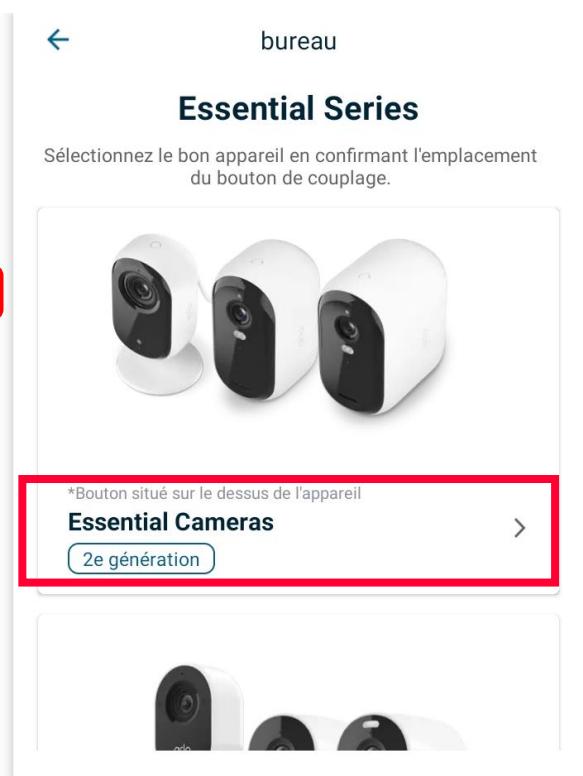 bureau
Essential Series
Sélectionnez le bon appareil en confirmant l'emplacement
du bouton de couplage.
*Bouton situé sur le dessus de l'appareil
Essential Cameras
2e génération
arlo